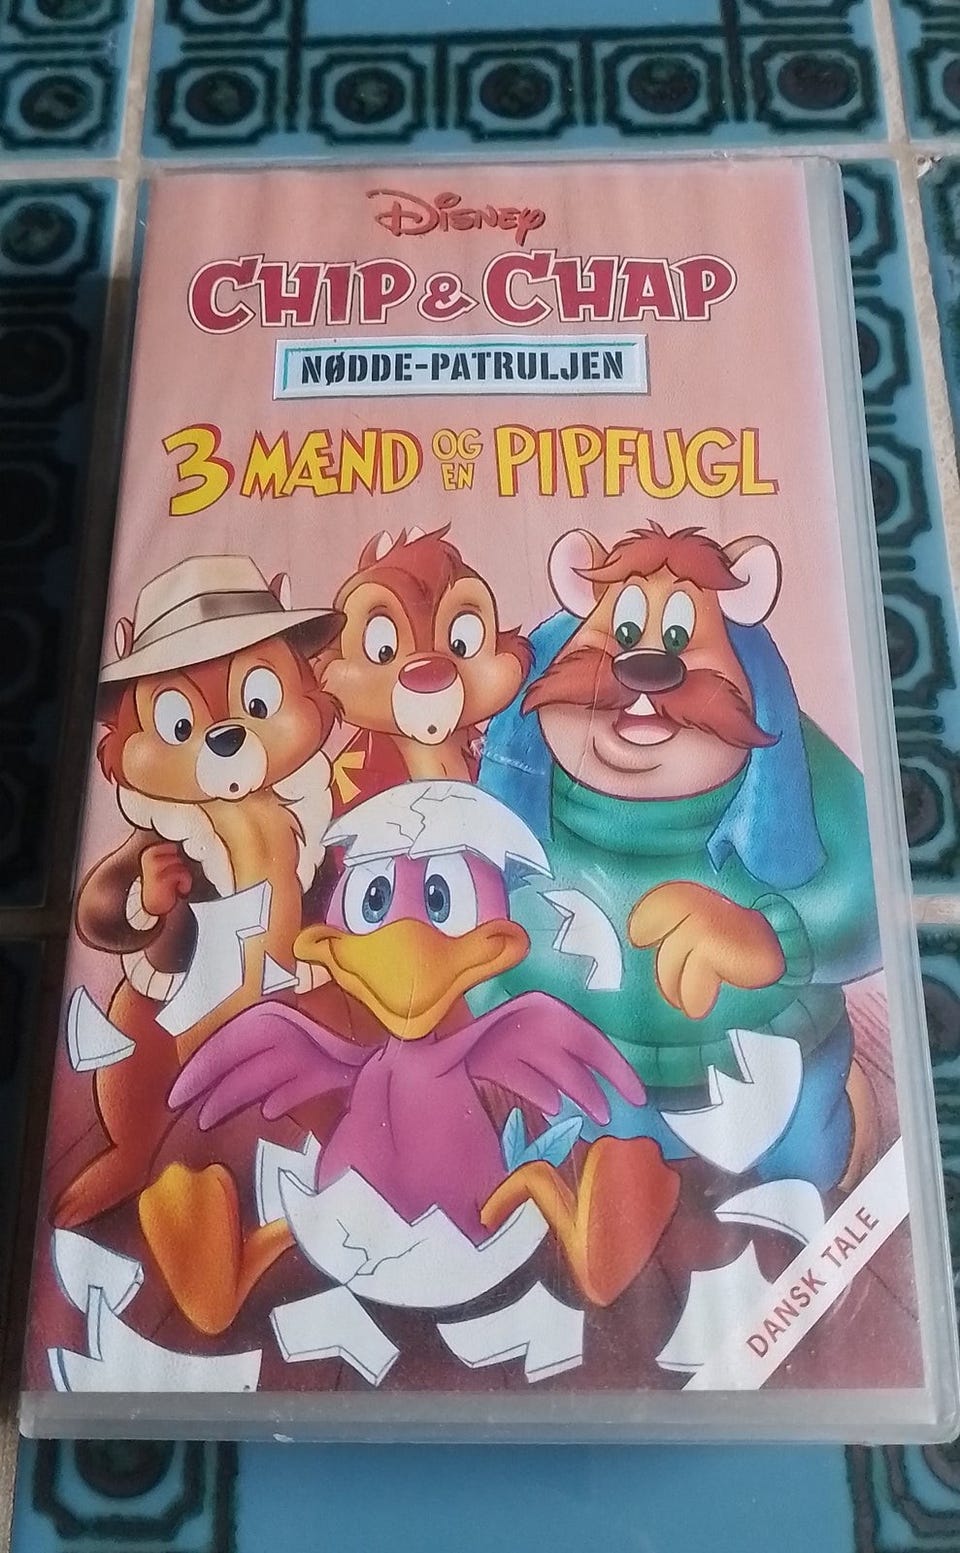 Disney
CHIP & CHAP
NØDDE-PATRULJEN
3 MÆND OG EN PIPFUGL
DANSK TALE